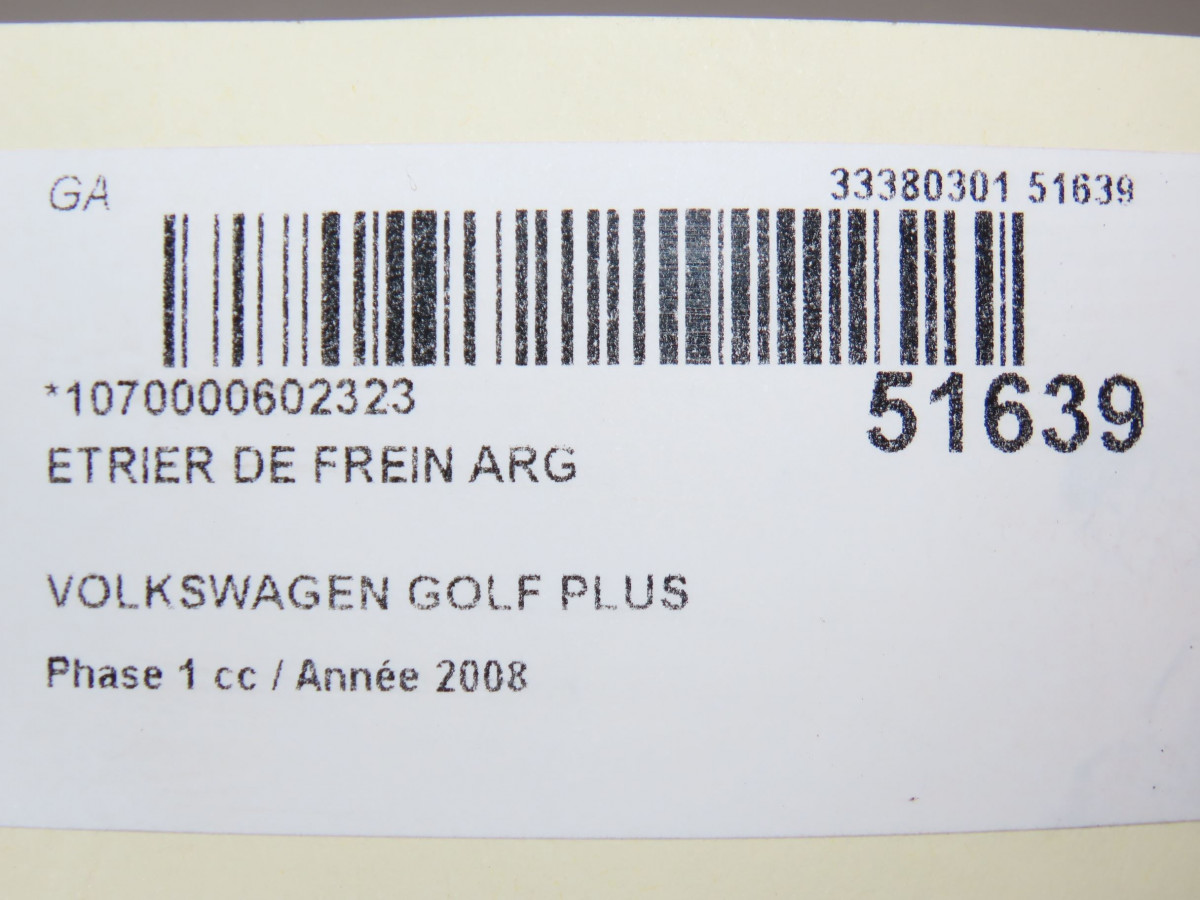 GA
33380301 51639
*1070000602323
51639
ETRIER DE FREIN ARG
VOLKSWAGEN GOLF PLUS
Phase 1 cc / Année 2008